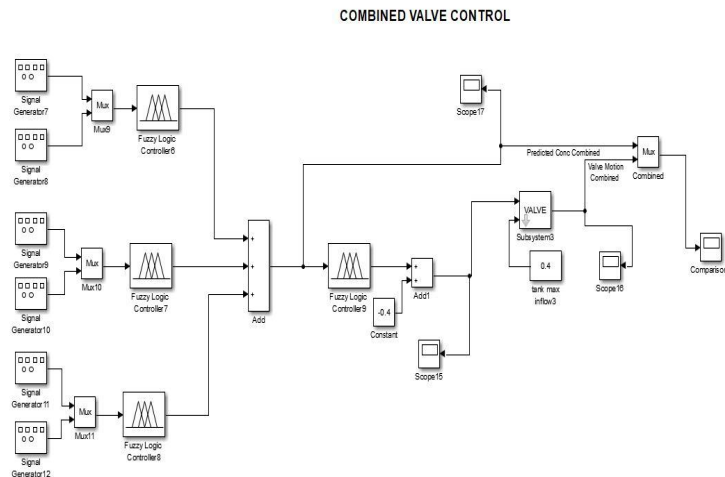 COMBINED VALVE CONTROL
Signal
Generator7
Mux
Mux9
Signal
Generator8
Fuzzy Logic
Controller6
Scope17
Predicted Conc Combined
Mux
Combined
Valve Motion
Combined
Signal
Generator9
Mux
Mux10
Signal
Generator10
Fuzzy Logic
Controller7
+
+
+
Add
Fuzzy Logic
Controller9
+
+
Add1
-0.4
Constant
VALVE
Subsystem3
0.4
tank max
inflow3
Scope16
Comparison
Scope15
Signal
Generator11
Mux
Mux11
Signal
Generator12
Fuzzy Logic
Controller8